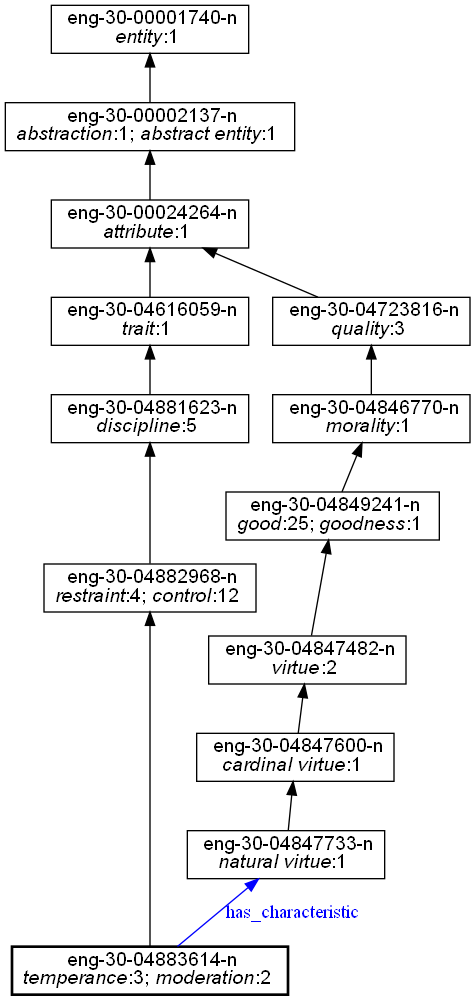 eng-30-00001740-n
entity:1
eng-30-00002137-n
abstraction:1; abstract entity:1
eng-30-00024264-n
attribute:1
eng-30-04616059-n
trait:1
eng-30-04723816-n
quality:3
eng-30-04881623-n
discipline:5
eng-30-04846770-n
morality:1
eng-30-04849241-n
good:25; goodness:1
eng-30-04882968-n
restraint:4; control:12
eng-30-04847482-n
virtue:2
eng-30-04847600-n
cardinal virtue:1
eng-30-04847733-n
natural virtue:1
has_characteristic
eng-30-04883614-n
temperance:3; moderation:2